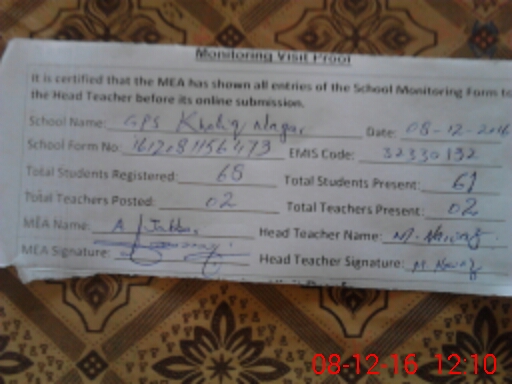 Monitoring Visit Proof
It is certified that the MEA has shown all entries of the School Monitoring Form to
the Head Teacher before its online submission.
School Name: GPS Khaliq Nagar Date: 08-12-2016
School Form No: EMIS Code: 32330192
Total Students Registered: 68 Total Students Present: 61
Total Teachers Posted: 02 Total Teachers Present: 02
MEA Name: A Jabbar Head Teacher Name: M. Nawaz
MEA Signature: Head Teacher Signature: M Nawaz
08-12-16 12:10